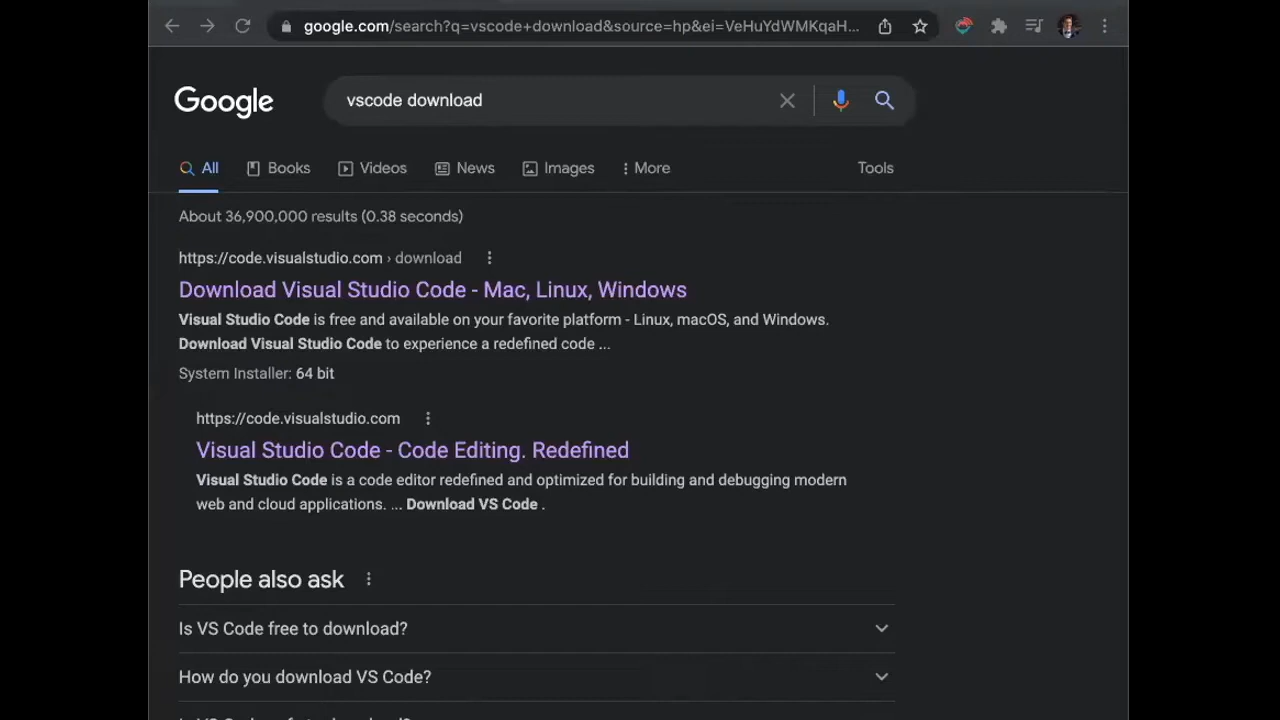 google.com/search?q=vscode+download&source=hp&ei=VeHuYdWMKqaH...
Google
vscode download
All
Books
Videos
News
Images
More
Tools
About 36,900,000 results (0.38 seconds)
https://code.visualstudio.com › download
Download Visual Studio Code - Mac, Linux, Windows
Visual Studio Code is free and available on your favorite platform - Linux, macOS, and Windows.
Download Visual Studio Code to experience a redefined code ...
System Installer: 64 bit
https://code.visualstudio.com
Visual Studio Code - Code Editing. Redefined
Visual Studio Code is a code editor redefined and optimized for building and debugging modern
web and cloud applications. ... Download VS Code .
People also ask
Is VS Code free to download?
How do you download VS Code?